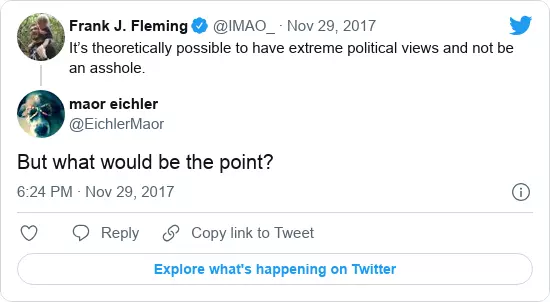 Frank J. Fleming @IMAO_ · Nov 29, 2017
It’s theoretically possible to have extreme political views and not be
an asshole.
maor eichler
@EichlerMaor
But what would be the point?
6:24 PM · Nov 29, 2017
Reply Copy link to Tweet
Explore what's happening on Twitter